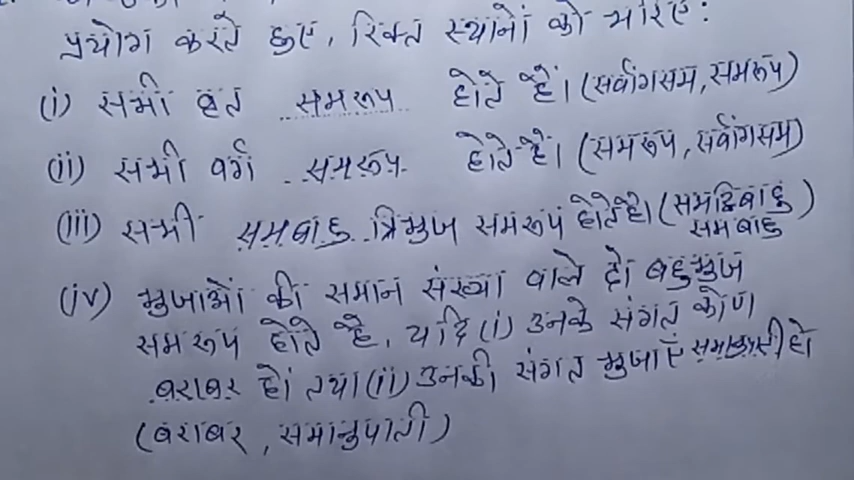 प्रयोग करते हुए, रिक्त स्थानों को भरिए:
(i) सभी वृत समरूप होते हैं। (सर्वांगसम, समरूप)
(ii) सभी वर्ग समरूप होते हैं। (समरूप, सर्वांगसम)
(iii) सभी समबाहु त्रिभुज समरूप होते है। (समद्विबाहु
समबाहु)
(iv) भुजाओं की समान संख्या वाले दो बहुभुज
समरूप होते है, यदि (i) उनके संगत कोण
बराबर हों तथा (ii) उनकी संगत भुजाएँ समानुपाती हो
(बराबर, समानुपाती)